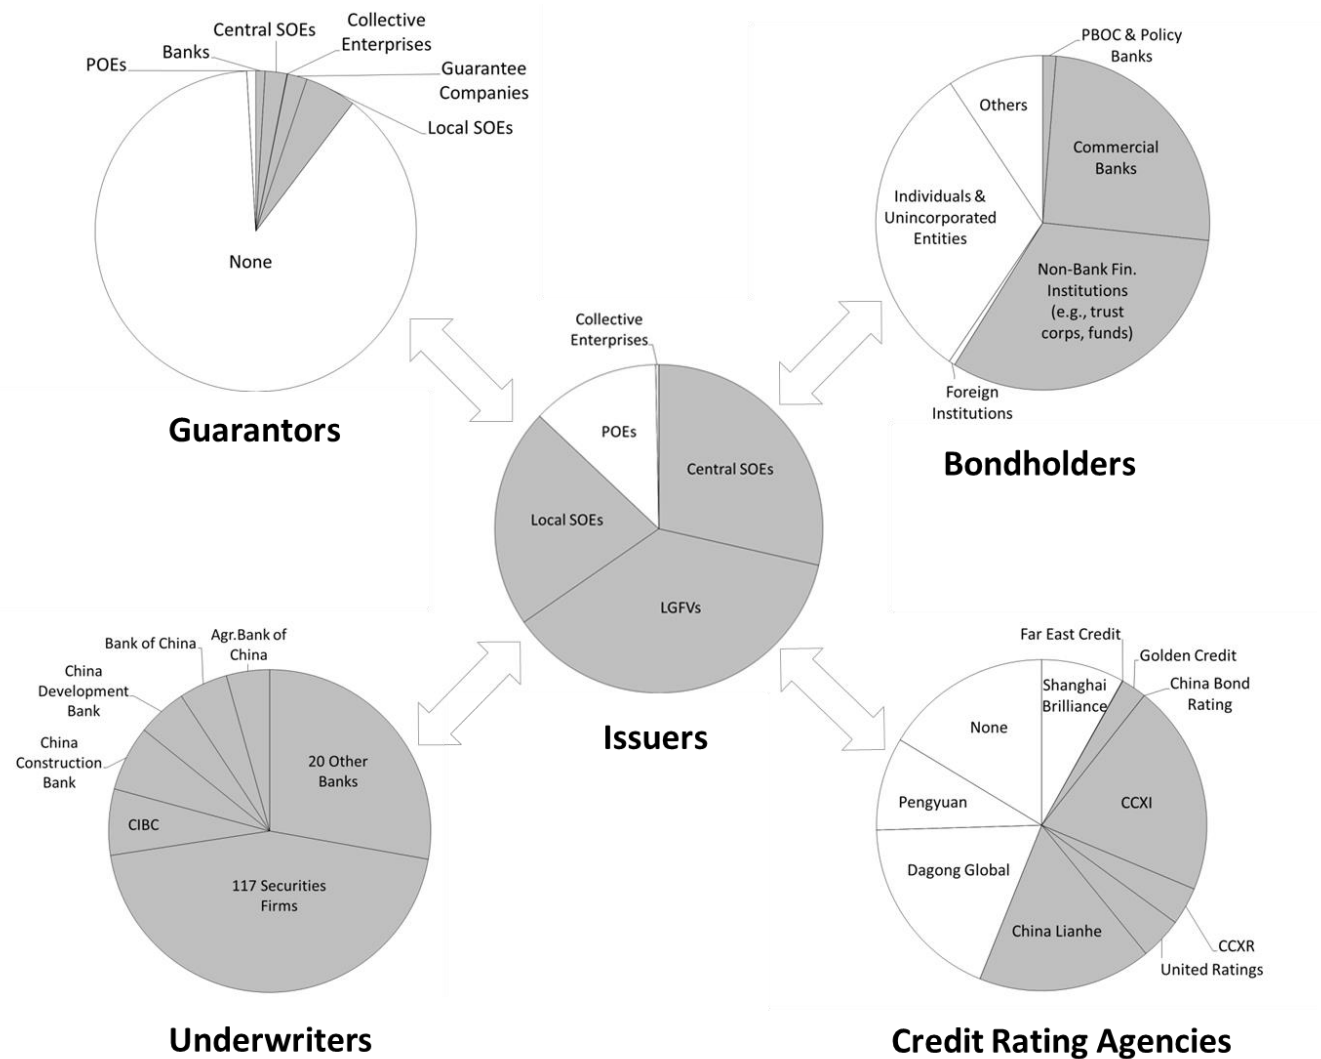 Central SOEs
Collective
Enterprises
Banks
POEs
Guarantee
Companies
Local SOEs
None
Guarantors
PBOC & Policy
Banks
Others
Commercial
Banks
Individuals &
Unincorporated
Entities
Non-Bank Fin.
Institutions
(e.g., trust
corps, funds)
Foreign
Institutions
Bondholders
Collective
Enterprises
POEs
Central SOEs
Local SOEs
LGFVs
Issuers
Agr.Bank of
China
Bank of China
China
Development
Bank
China
Construction
Bank
20 Other
Banks
CIBC
117 Securities
Firms
Underwriters
Far East Credit
Golden Credit
China Bond
Rating
Shanghai
Brilliance
None
CCXI
Pengyuan
Dagong Global
China Lianhe
CCXR
United Ratings
Credit Rating Agencies